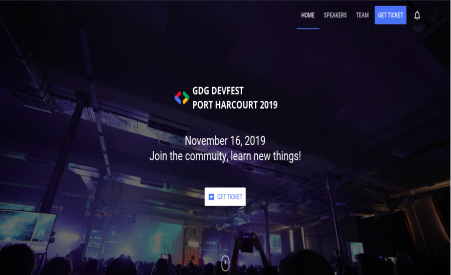 HOME SPEAKERS TEAM GET TICKET
GDG DEVFEST
PORT HARCOURT 2019
November 16, 2019
Join the commuity, learn new things!
GET TICKET